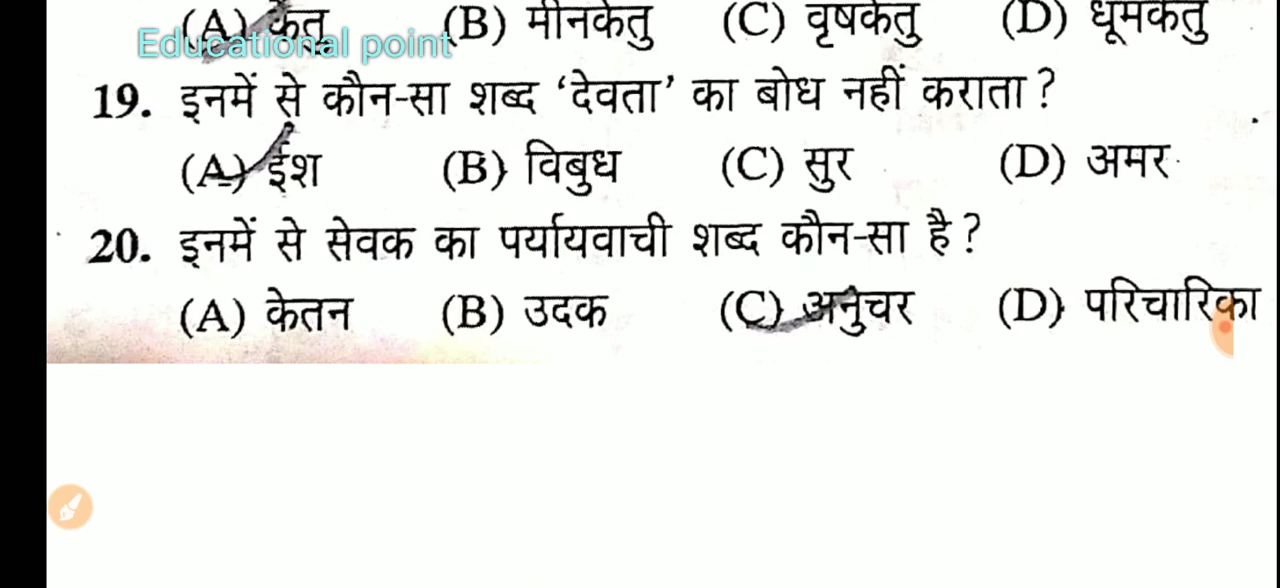 (A) केत (B) मीनकेतु (C) वृषकेतु (D) धूमकेतु
Educational point
19. इनमें से कौन-सा शब्द ‘देवता’ का बोध नहीं कराता ?
(A) ईश (B) विबुध (C) सुर (D) अमर
20. इनमें से सेवक का पर्यायवाची शब्द कौन-सा है ?
(A) केतन (B) उदक (C) अनुचर (D) परिचारिका